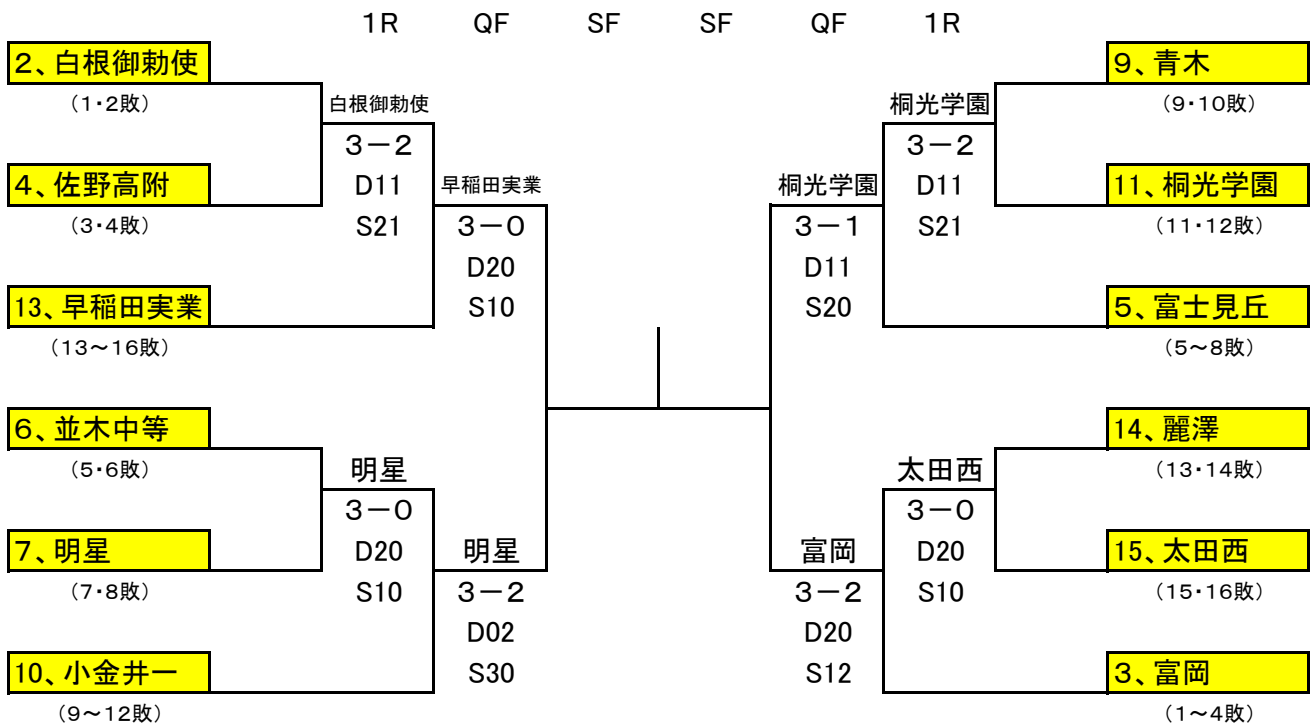 1R QF SF SF QF 1R
2、白根御勅使
(1・2敗)
白根御勅使
3-2
D11
S21
4、佐野高附
(3・4敗)
早稲田実業
3-0
D20
S10
13、早稲田実業
(13~16敗)
6、並木中等
(5・6敗)
明星
3-0
D20
S10
7、明星
(7・8敗)
明星
3-2
D02
S30
10、小金井一
(9~12敗)
9、青木
(9・10敗)
桐光学園
3-2
D11
S21
11、桐光学園
(11・12敗)
桐光学園
3-1
D11
S20
5、富士見丘
(5~8敗)
14、麗澤
(13・14敗)
太田西
3-0
D20
S10
15、太田西
(15・16敗)
富岡
3-2
D20
S12
3、富岡
(1~4敗)